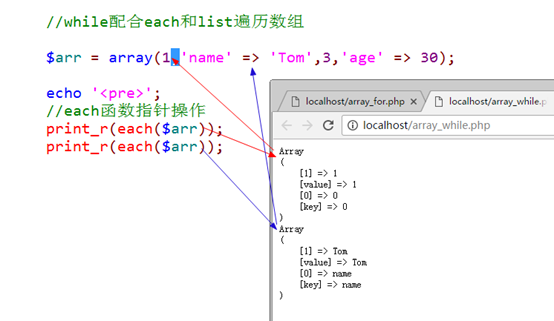 //while配合each和list遍历数组
$arr = array(1,'name' => 'Tom',3,'age' => 30);
echo '<pre>';
//each函数指针操作
print_r(each($arr));
print_r(each($arr));
localhost/array_for.php
localhost/array_while.p
localhost/array_while.php
Array
(
[1] => 1
[value] => 1
[0] => 0
[key] => 0
)
Array
(
[1] => Tom
[value] => Tom
[0] => name
[key] => name
)